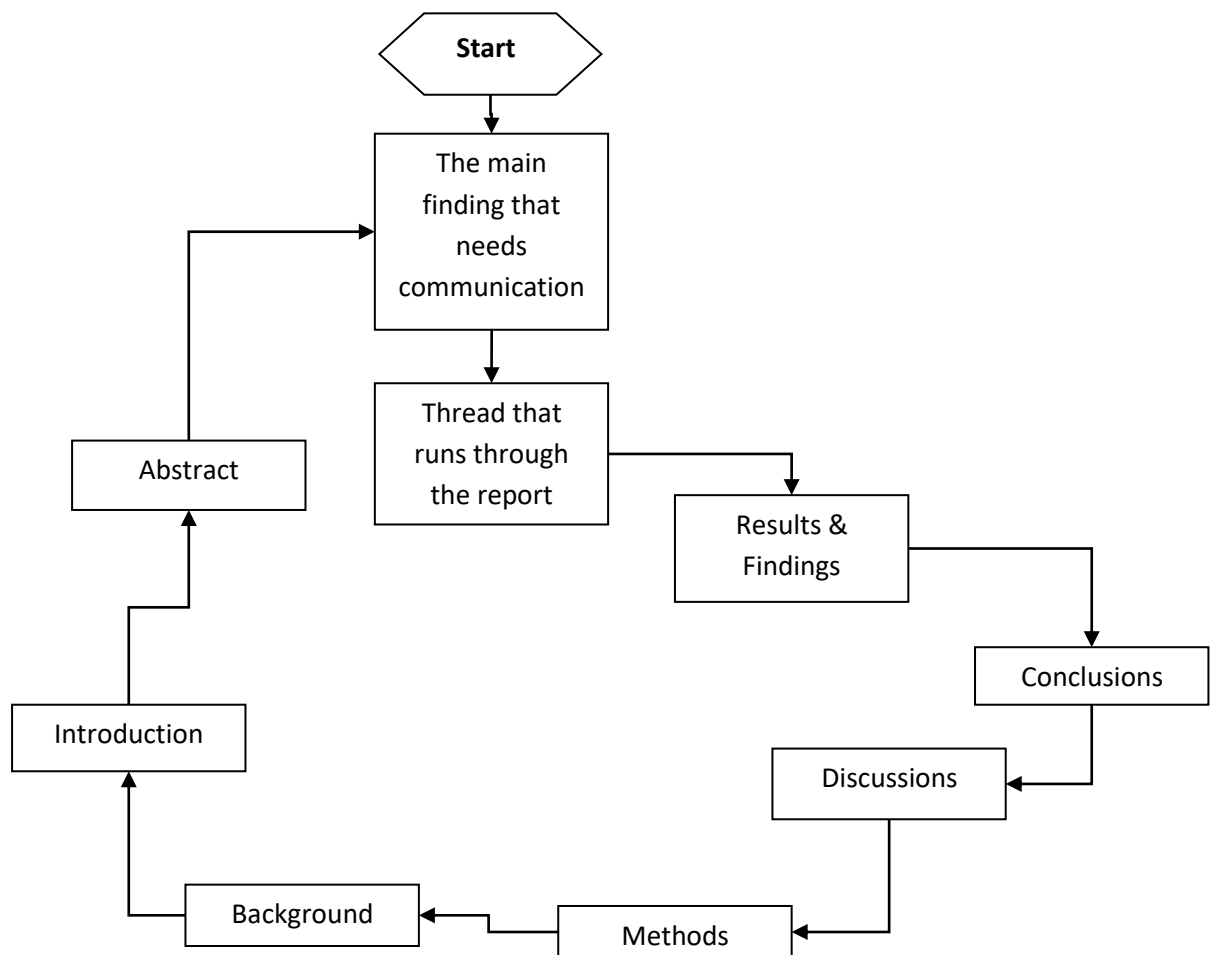 Start
The main
finding that
needs
communication
Thread that
runs through
the report
Results &
Findings
Conclusions
Discussions
Methods
Background
Introduction
Abstract